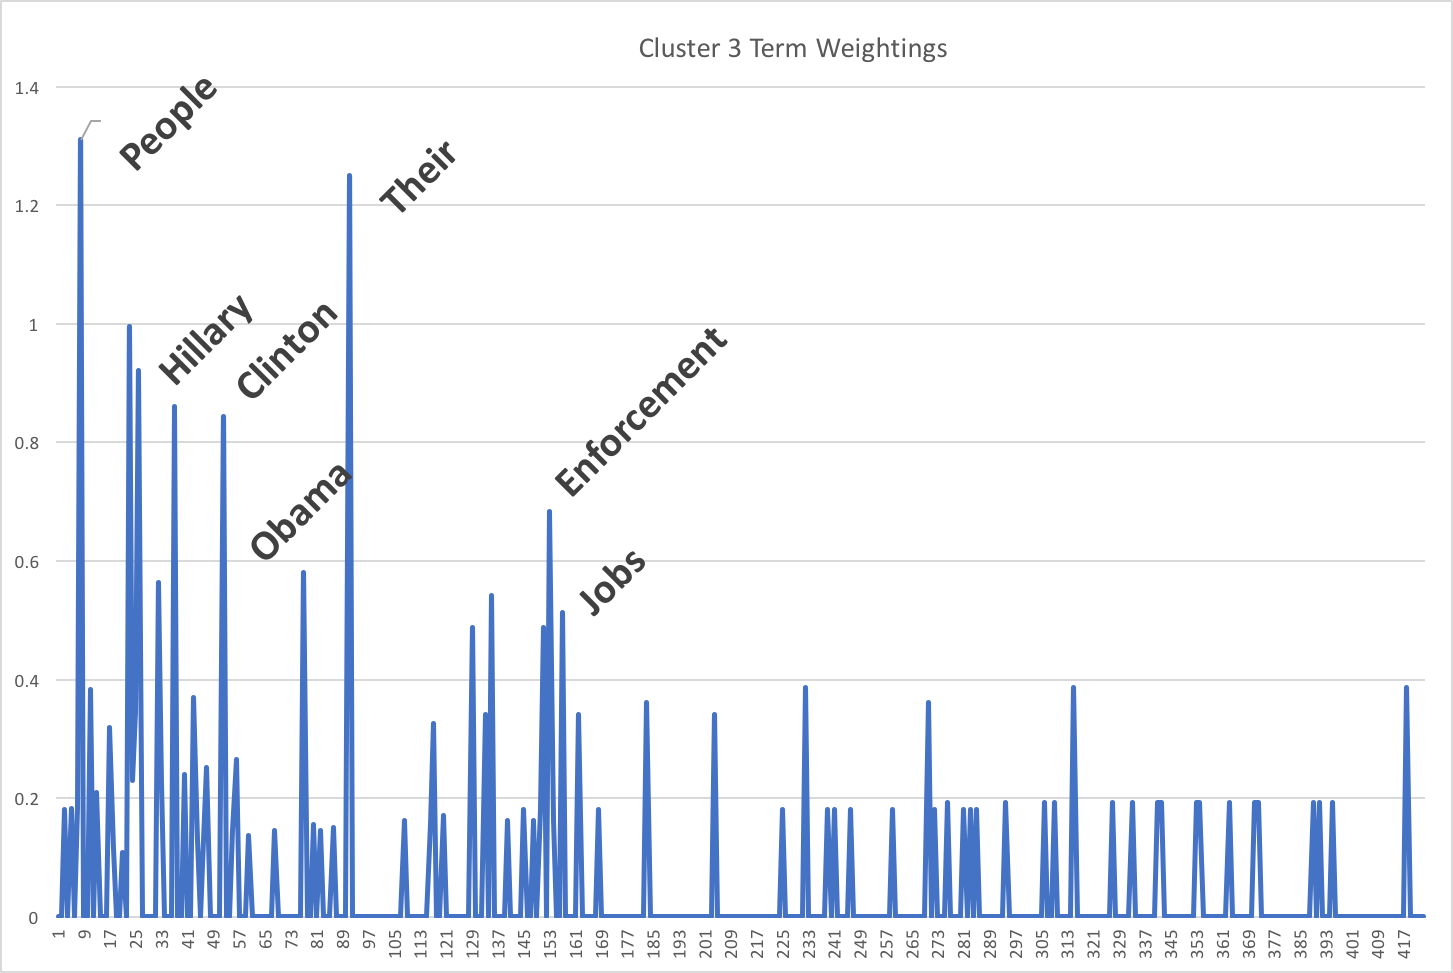 Cluster 3 Term Weightings
1.4
People
Their
1.2
Hillary
Clinton
1
Enforcement
0.8
Obama
0.6
Jobs
0.4
0.2
0
1 9 17 25 33 41 49 57 65 73 81 89 97 105 113 121 129 137 145 153 161 169 177 185 193 201 209 217 225 233 241 249 257 265 273 281 289 297 305 313 321 329 337 345 353 361 369 377 385 393 401 409 417